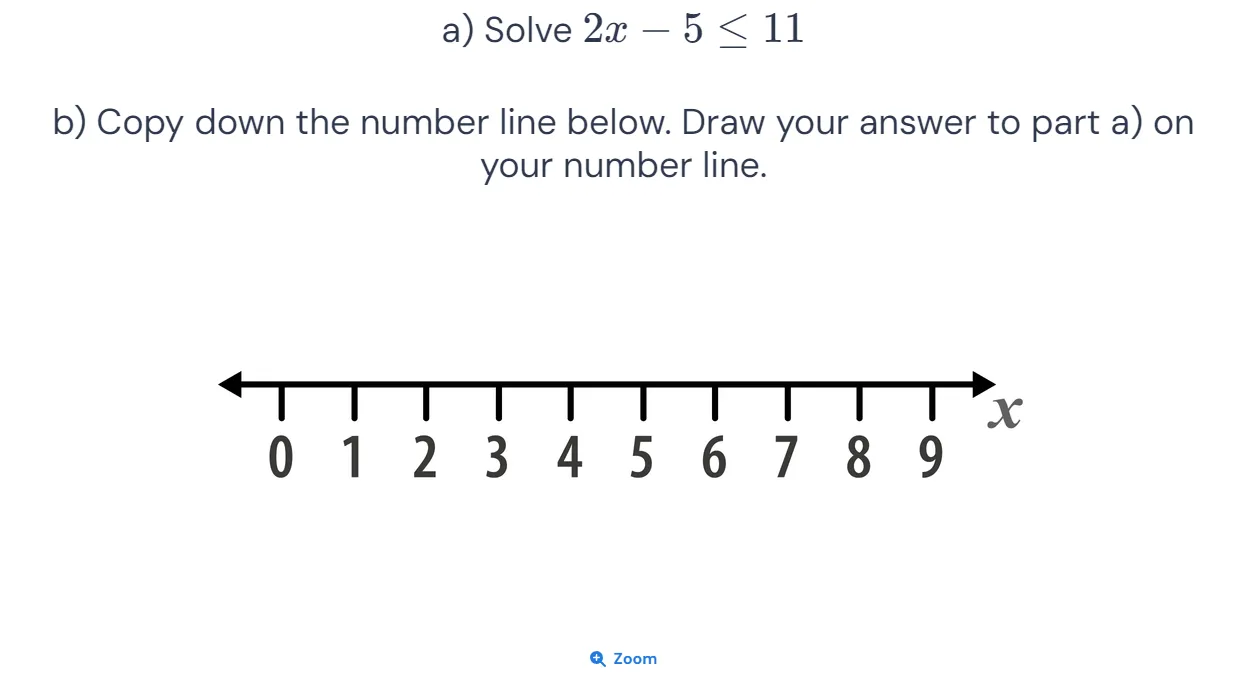 a) Solve 2x − 5 ≤ 11
b) Copy down the number line below. Draw your answer to part a) on
your number line.
x
0 1 2 3 4 5 6 7 8 9
Zoom